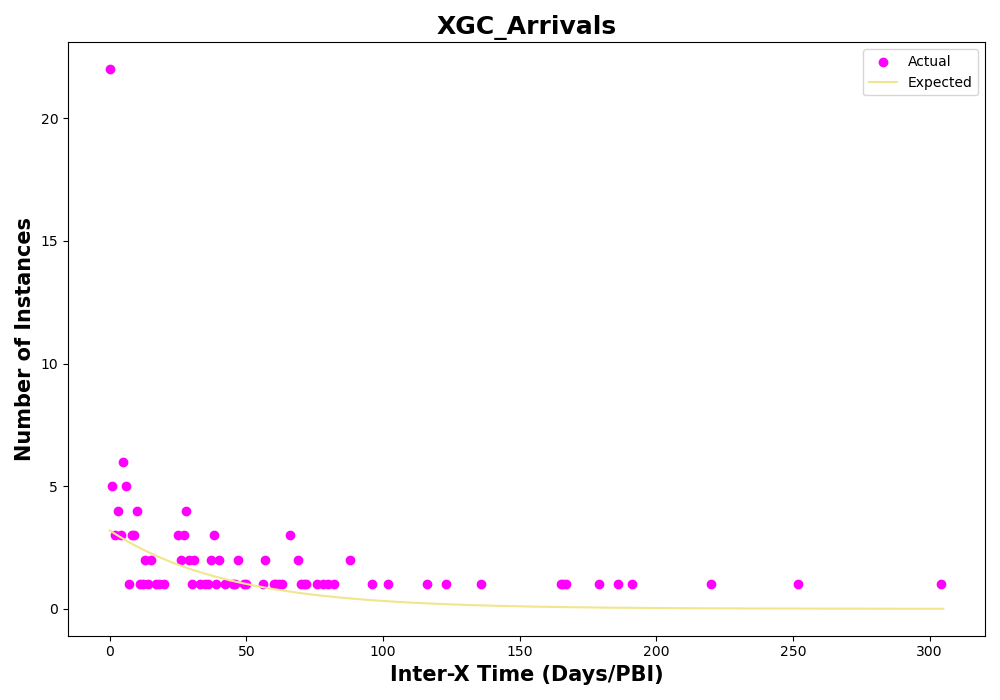 XGC_Arrivals
Actual
Expected
Number of Instances
20
15
10
5
0
0 50 100 150 200 250 300
Inter-X Time (Days/PBI)